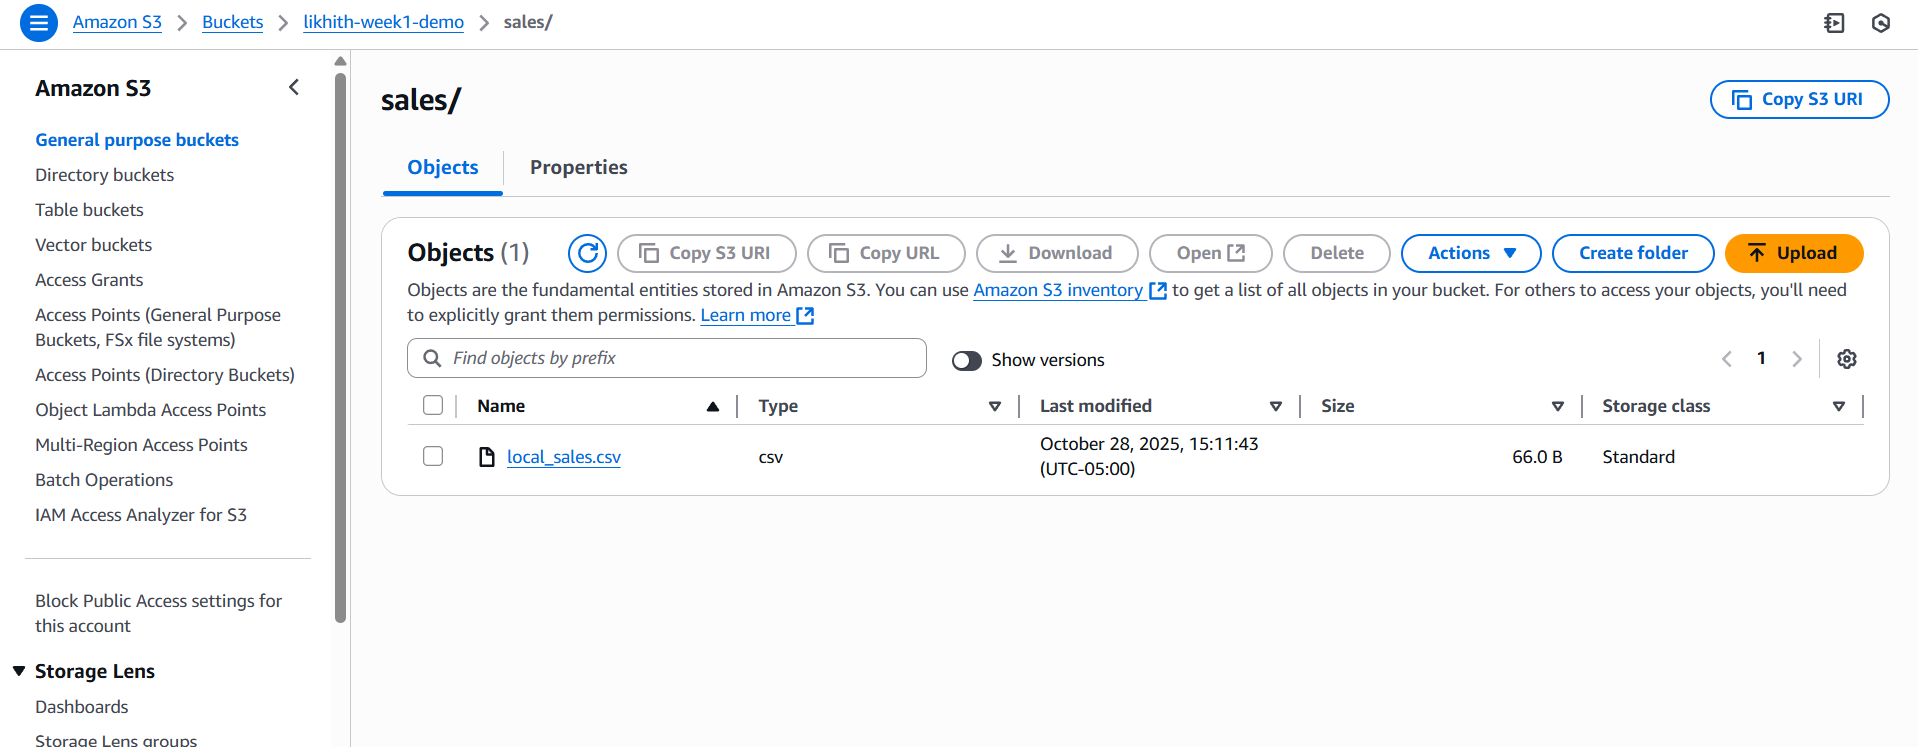 Amazon S3 > Buckets > likhith-week1-demo > sales/
Amazon S3
General purpose buckets
Directory buckets
Table buckets
Vector buckets
Access Grants
Access Points (General Purpose
Buckets, FSx file systems)
Access Points (Directory Buckets)
Object Lambda Access Points
Multi-Region Access Points
Batch Operations
IAM Access Analyzer for S3
Block Public Access settings for
this account
Storage Lens
Dashboards
Storage Lens groups
sales/
Copy S3 URI
Objects
Properties
Objects (1)
Copy S3 URI
Copy URL
Download
Open
Delete
Actions
Create folder
Upload
Objects are the fundamental entities stored in Amazon S3. You can use Amazon S3 inventory to get a list of all objects in your bucket. For others to access your objects, you'll need
to explicitly grant them permissions. Learn more
Find objects by prefix
Show versions
1
Name
Type
Last modified
Size
Storage class
local_sales.csv
csv
October 28, 2025, 15:11:43
(UTC-05:00)
66.0 B
Standard